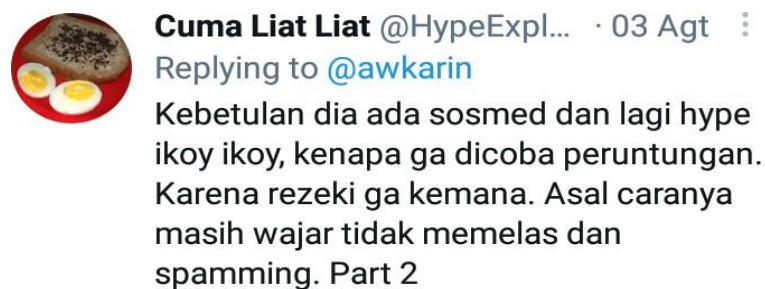 Cuma Liat Liat @HypeExpl... · 03 Agt
Replying to @awkarin
Kebetulan dia ada sosmed dan lagi hype
ikoy ikoy, kenapa ga dicoba peruntungan.
Karena rezeki ga kemana. Asal caranya
masih wajar tidak memelas dan
spamming. Part 2